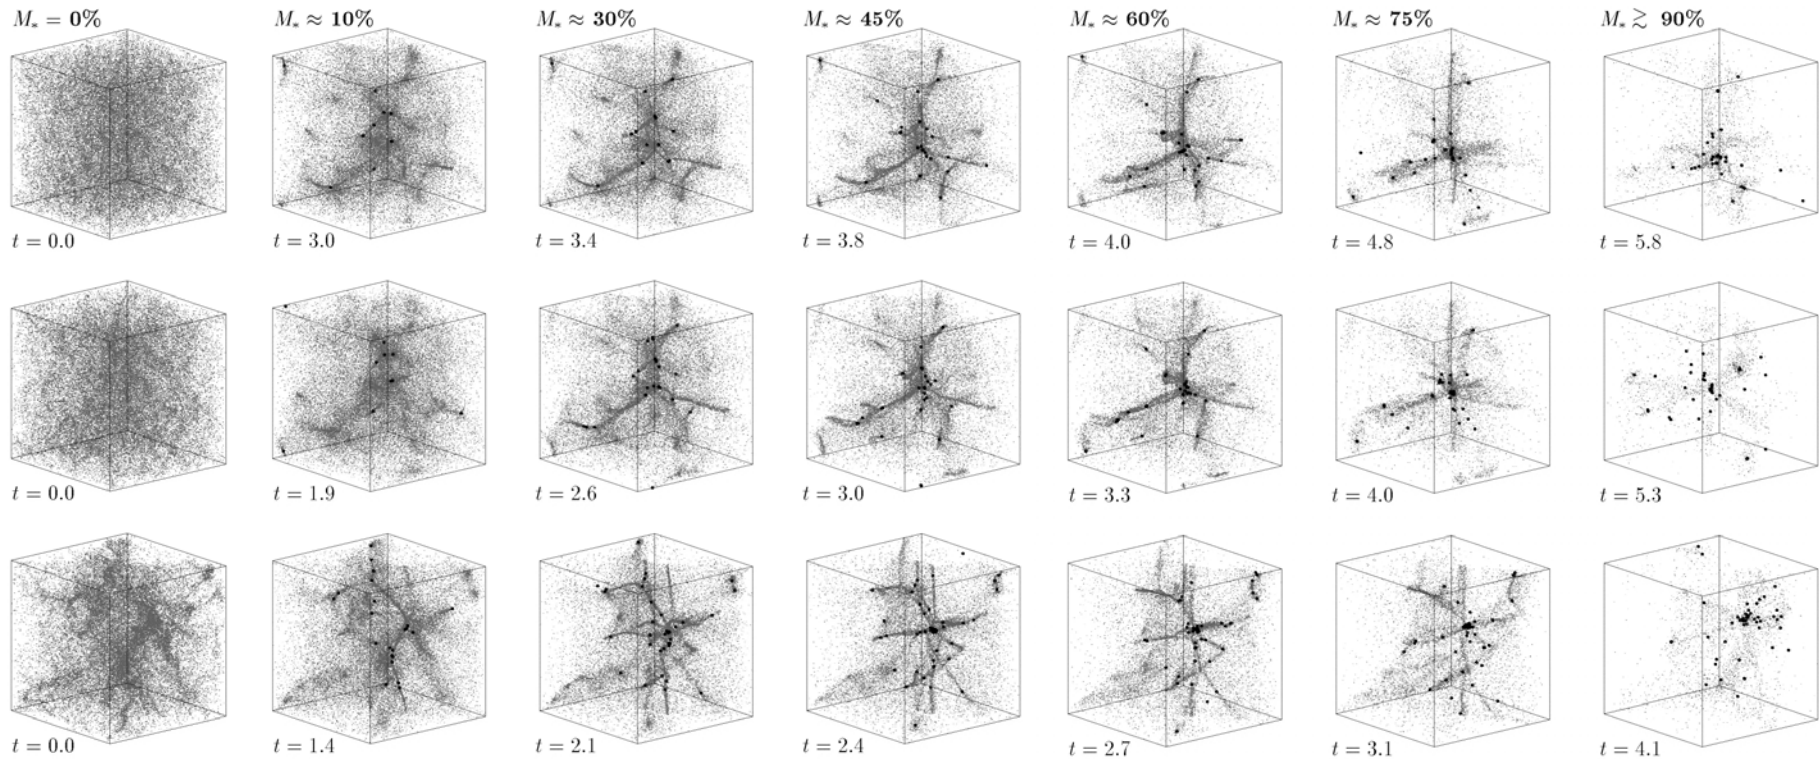 M* = 0%
M* ≈ 10%
M* ≈ 30%
M* ≈ 45%
M* ≈ 60%
M* ≈ 75%
M* ≳ 90%
t = 0.0
t = 3.0
t = 3.4
t = 3.8
t = 4.0
t = 4.8
t = 5.8
t = 0.0
t = 1.9
t = 2.6
t = 3.0
t = 3.3
t = 4.0
t = 5.3
t = 0.0
t = 1.4
t = 2.1
t = 2.4
t = 2.7
t = 3.1
t = 4.1